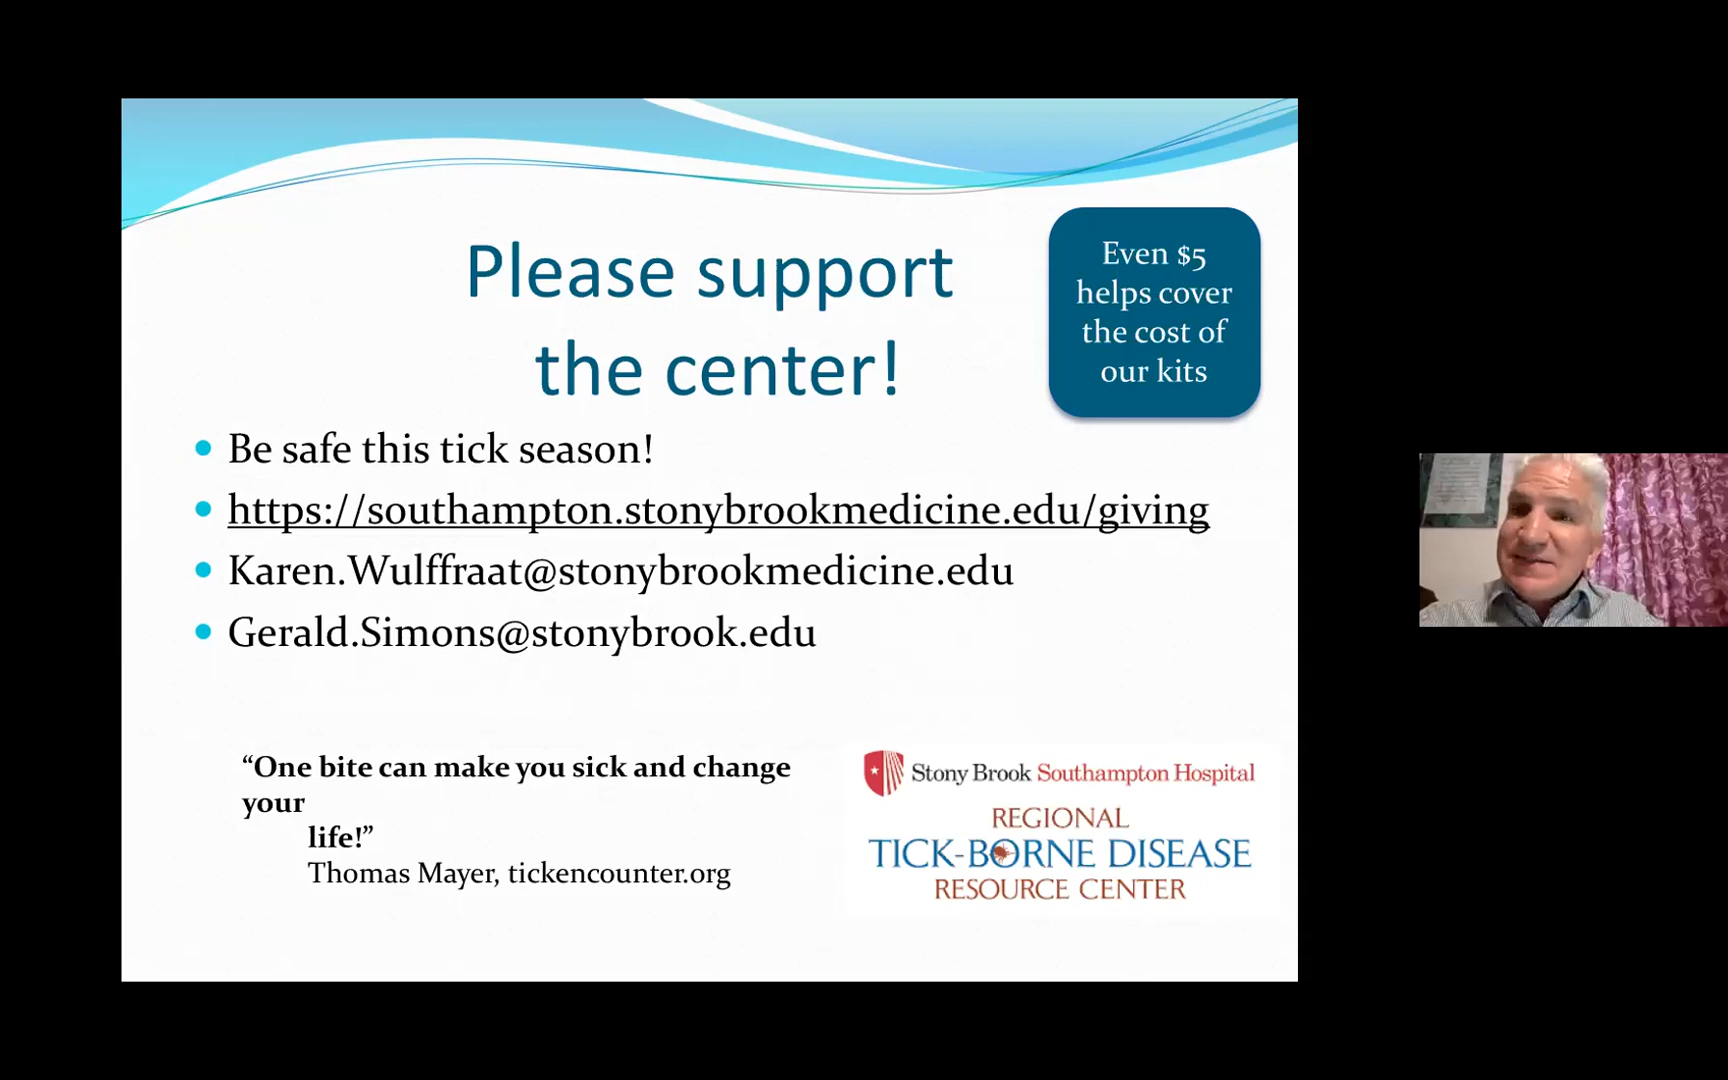 Please support
the center!
Even $5
helps cover
the cost of
our kits
Be safe this tick season!
https://southampton.stonybrookmedicine.edu/giving
Karen.Wulffraat@stonybrookmedicine.edu
Gerald.Simons@stonybrook.edu
“One bite can make you sick and change
your
life!”
Thomas Mayer, tickencounter.org
Stony Brook Southampton Hospital
REGIONAL
TICK-BORNE DISEASE
RESOURCE CENTER